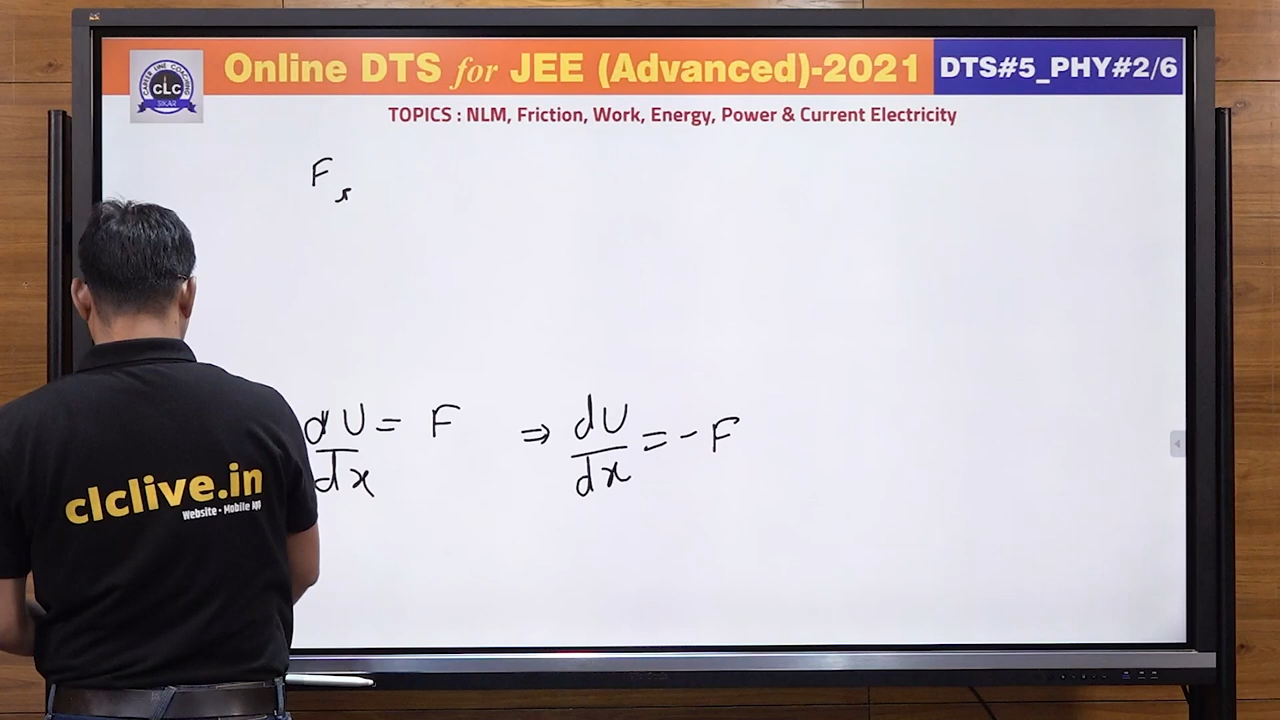 Online DTS for JEE (Advanced)-2021 DTS#5_PHY#2/6
CAREER LINE COACHING
CLC
SIKAR
TOPICS : NLM, Friction, Work, Energy, Power & Current Electricity
F
dU/dx = F ⇒ dU/dx = -F
clclive.in
Website - Mobile App